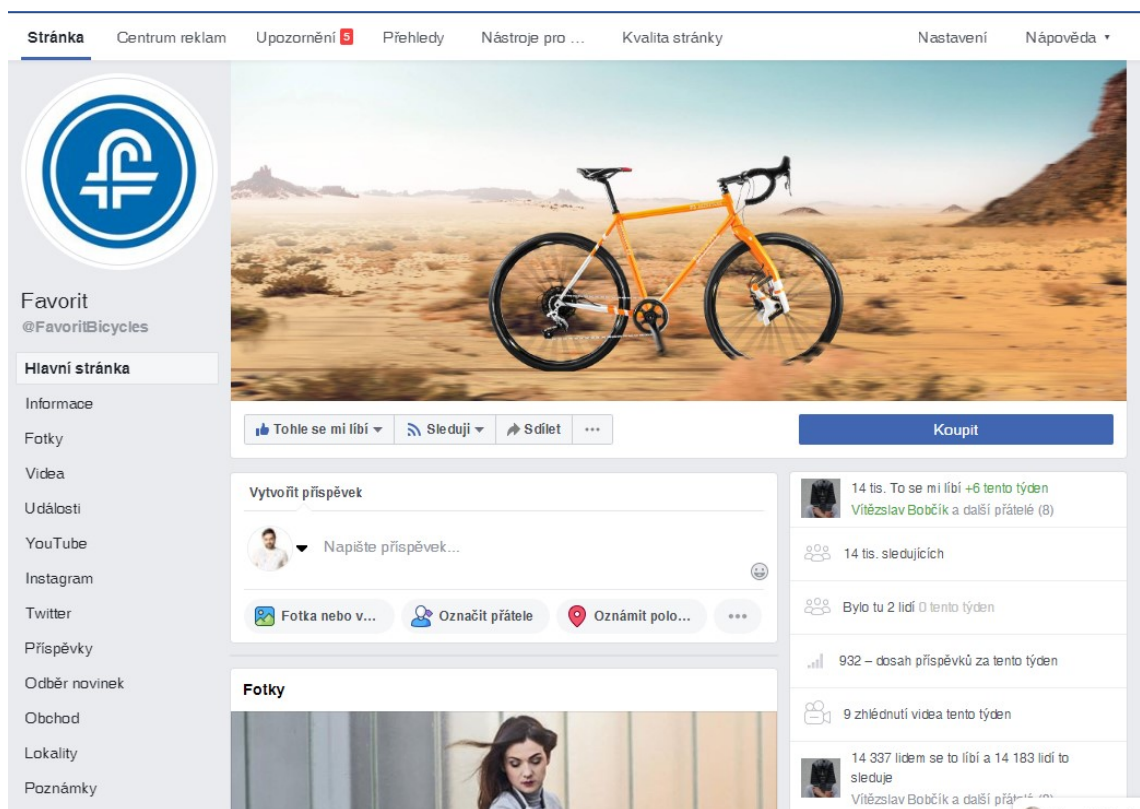 Stránka Centrum reklam Upozornění 5 Přehledy Nástroje pro ... Kvalita stránky Nastavení Nápověda
Favorit
@FavoritBicycles
Hlavní stránka
Informace
Fotky
Videa
Události
YouTube
Instagram
Twitter
Příspěvky
Odběr novinek
Obchod
Lokality
Poznámky
Tohle se mi líbí Sleduji Sdílet ... Koupit
Vytvořit příspěvek
Napište příspěvek...
Fotka nebo v... Označit přátele Oznámit polo... ...
Fotky
14 tis. To se mi líbí +6 tento týden
Vítězslav Bobčík a další přátelé (8)
14 tis. sledujících
Bylo tu 2 lidí 0 tento týden
932 – dosah příspěvků za tento týden
9 zhlédnutí videa tento týden
14 337 lidem se to líbí a 14 183 lidí to
sleduje
Vítězslav Bobčík a další